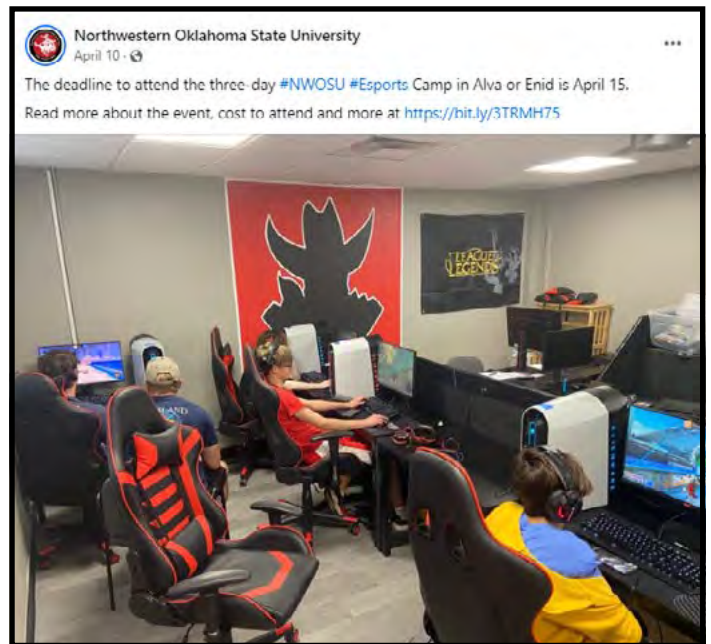 Northwestern Oklahoma State University
April 10 ·
The deadline to attend the three-day #NWOSU #Esports Camp in Alva or Enid is April 15.
Read more about the event, cost to attend and more at https://bit.ly/3TRMH75
LEAGUE
LEGENDS